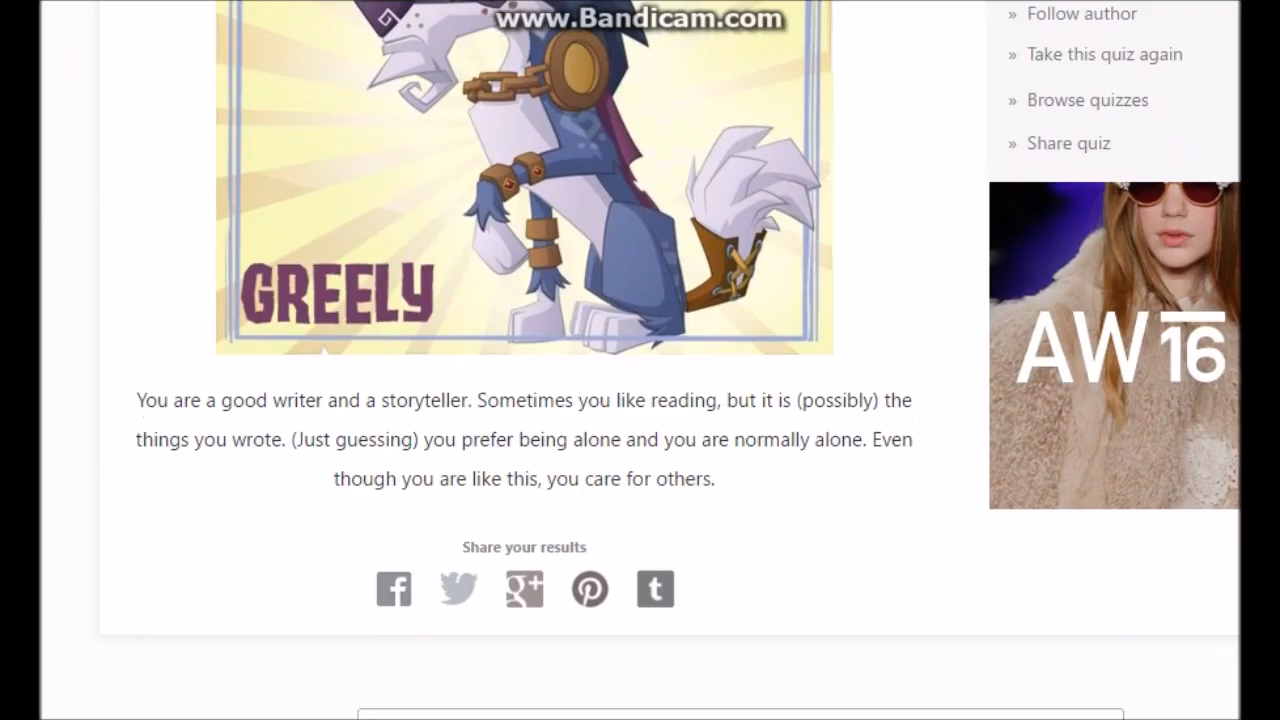 www.Bandicam.com
» Follow author
» Take this quiz again
» Browse quizzes
» Share quiz
GREELY
AW16
You are a good writer and a storyteller. Sometimes you like reading, but it is (possibly) the
things you wrote. (Just guessing) you prefer being alone and you are normally alone. Even
though you are like this, you care for others.
Share your results
f g+ t